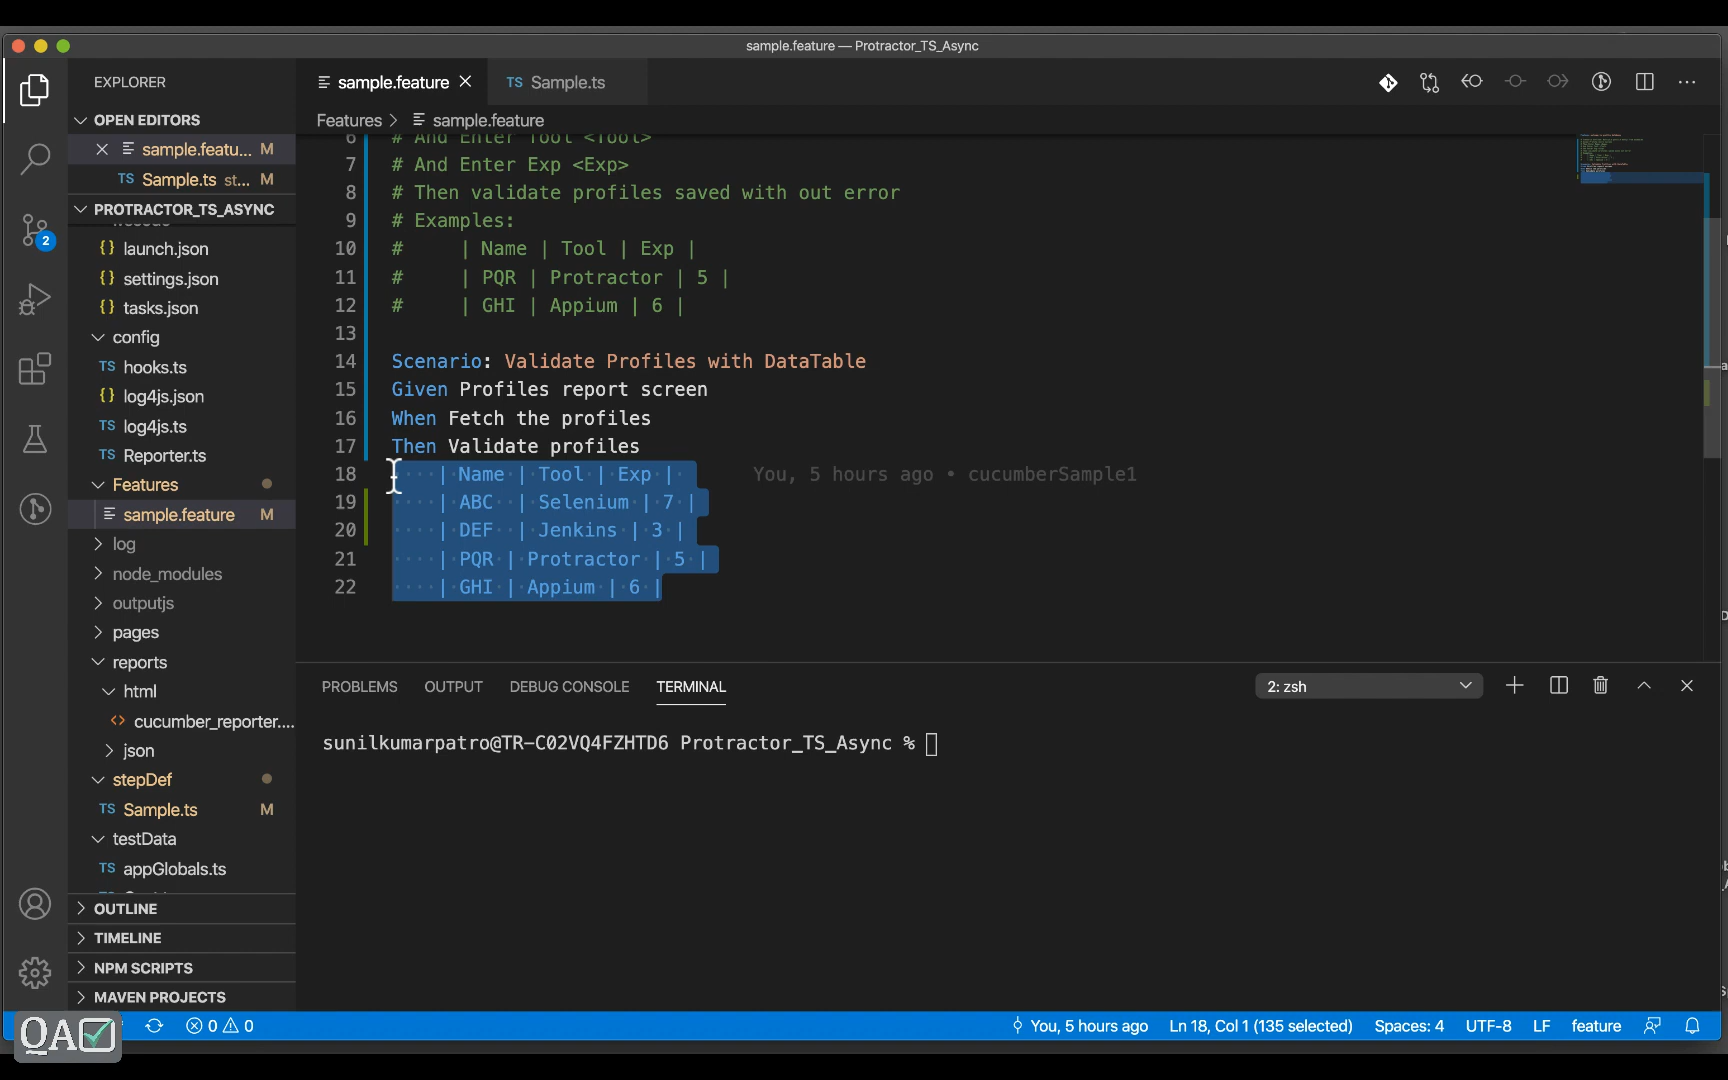 sample.feature — Protractor_TS_Async
EXPLORER
sample.feature
TS Sample.ts
OPEN EDITORS
sample.featu... M
TS Sample.ts st... M
PROTRACTOR_TS_ASYNC
{} launch.json
{} settings.json
{} tasks.json
config
TS hooks.ts
{} log4js.json
TS log4js.ts
TS Reporter.ts
Features
sample.feature M
log
node_modules
outputjs
pages
reports
html
<> cucumber_reporter....
json
stepDef
TS Sample.ts M
testData
TS appGlobals.ts
OUTLINE
TIMELINE
NPM SCRIPTS
MAVEN PROJECTS
2
Features > sample.feature
6 # And Enter Tool <Tool>
7 # And Enter Exp <Exp>
8 # Then validate profiles saved with out error
9 # Examples:
10 # | Name | Tool | Exp |
11 # | PQR | Protractor | 5 |
12 # | GHI | Appium | 6 |
13
14 Scenario: Validate Profiles with DataTable
15 Given Profiles report screen
16 When Fetch the profiles
17 Then Validate profiles
18 | Name | Tool | Exp | You, 5 hours ago • cucumberSample1
19 | ABC | Selenium | 7 |
20 | DEF | Jenkins | 3 |
21 | PQR | Protractor | 5 |
22 | GHI | Appium | 6 |
PROBLEMS OUTPUT DEBUG CONSOLE TERMINAL
2: zsh
sunilkumarpatro@TR-C02VQ4FZHTD6 Protractor_TS_Async %
QA
0 0
You, 5 hours ago Ln 18, Col 1 (135 selected) Spaces: 4 UTF-8 LF feature